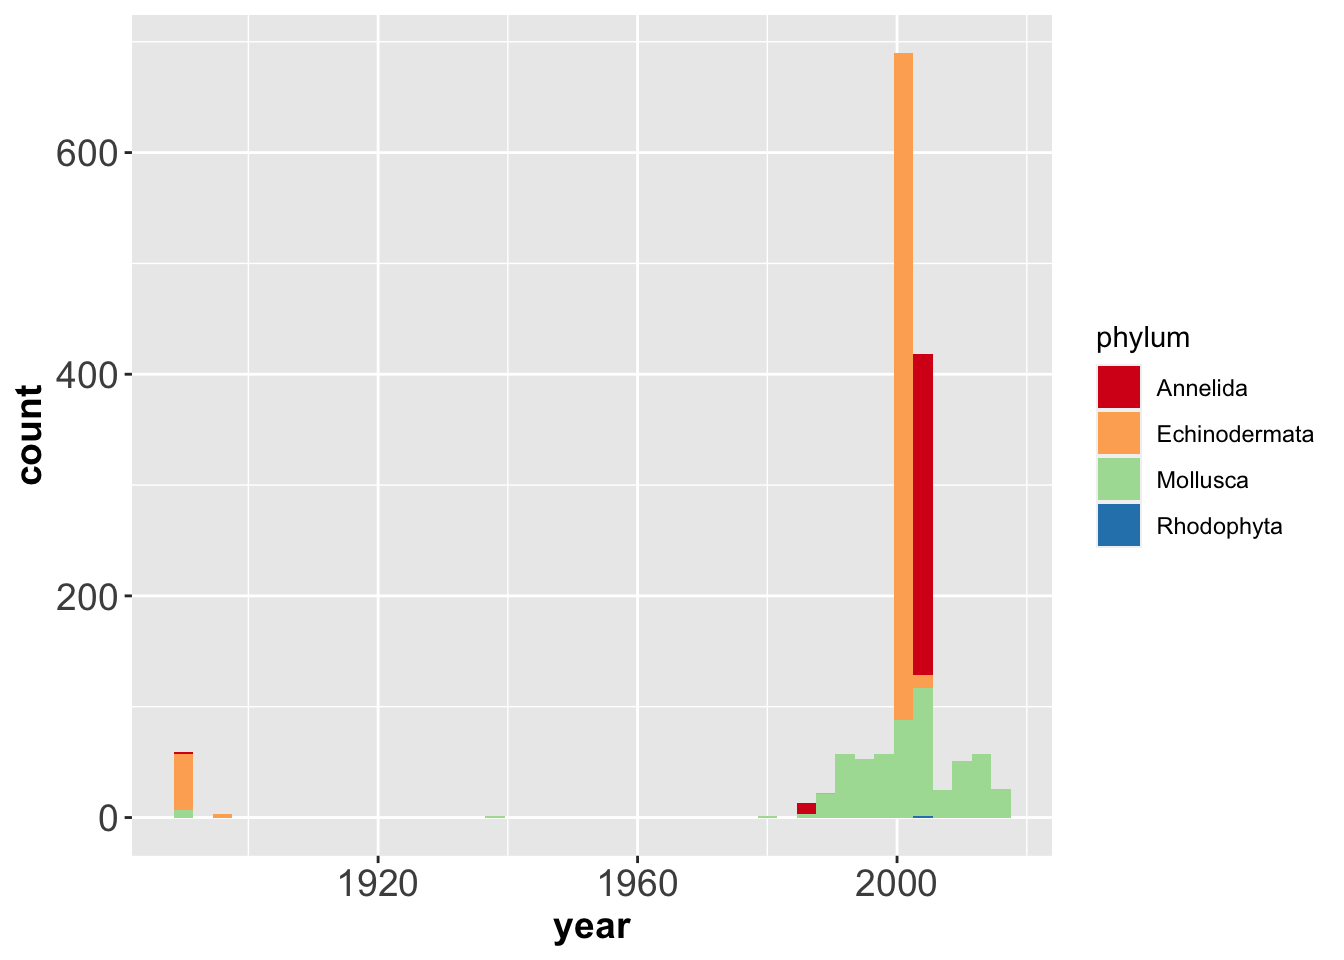 600
400
200
0
count
1920 1960 2000
year
phylum
Annelida
Echinodermata
Mollusca
Rhodophyta